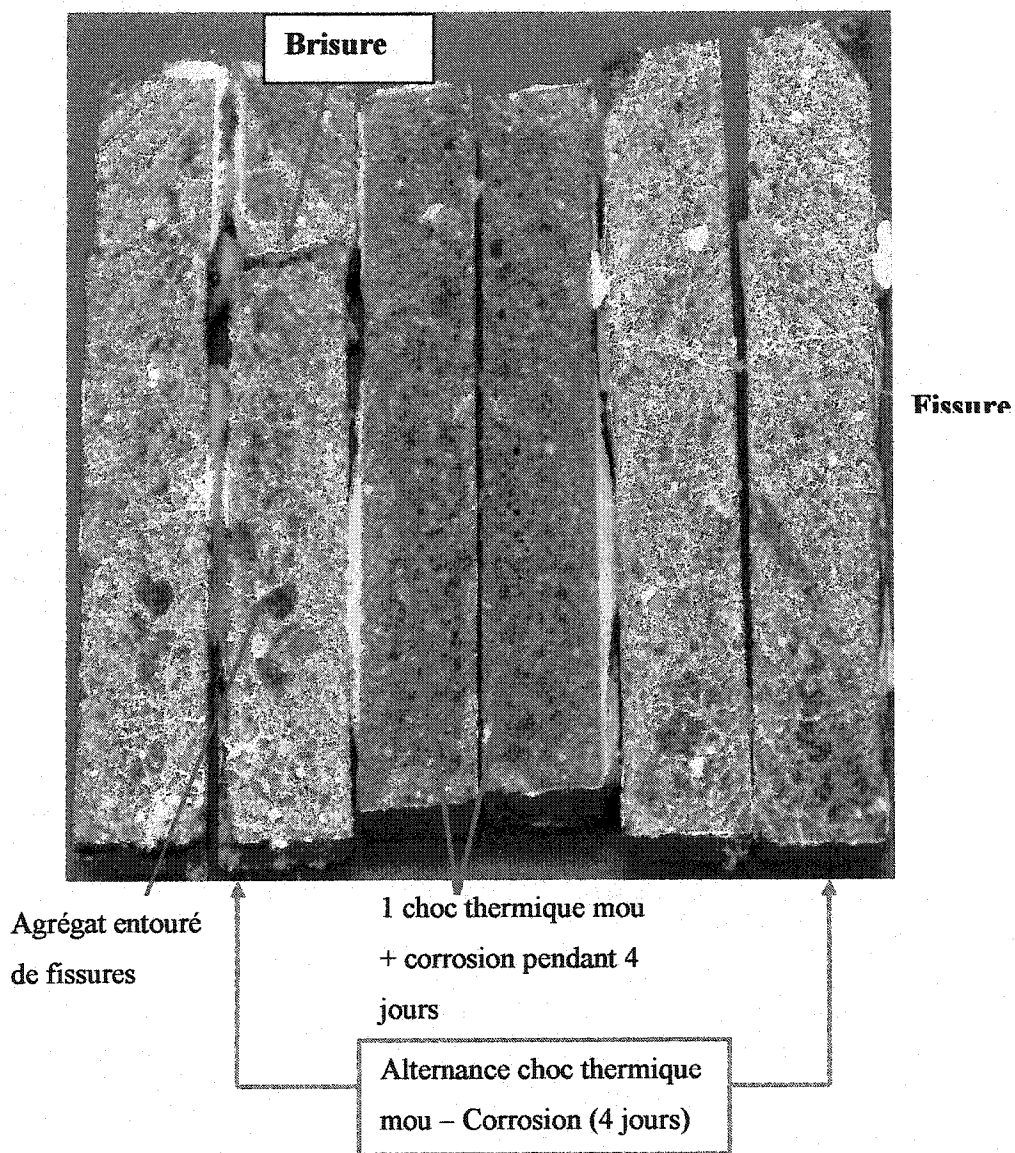 Brisure
Fissure
Agrégat entouré
de fissures
1 choc thermique mou
+ corrosion pendant 4
jours
Alternance choc thermique
mou – Corrosion (4 jours)